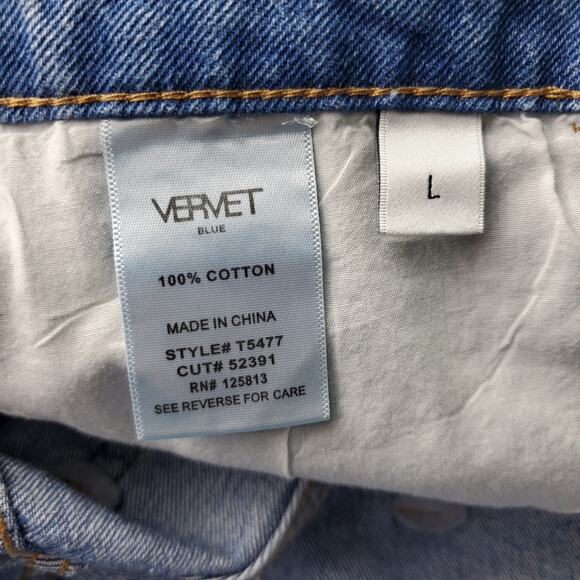 VERVET
BLUE
100% COTTON
MADE IN CHINA
STYLE# T5477
CUT# 52391
RN# 125813
SEE REVERSE FOR CARE
L